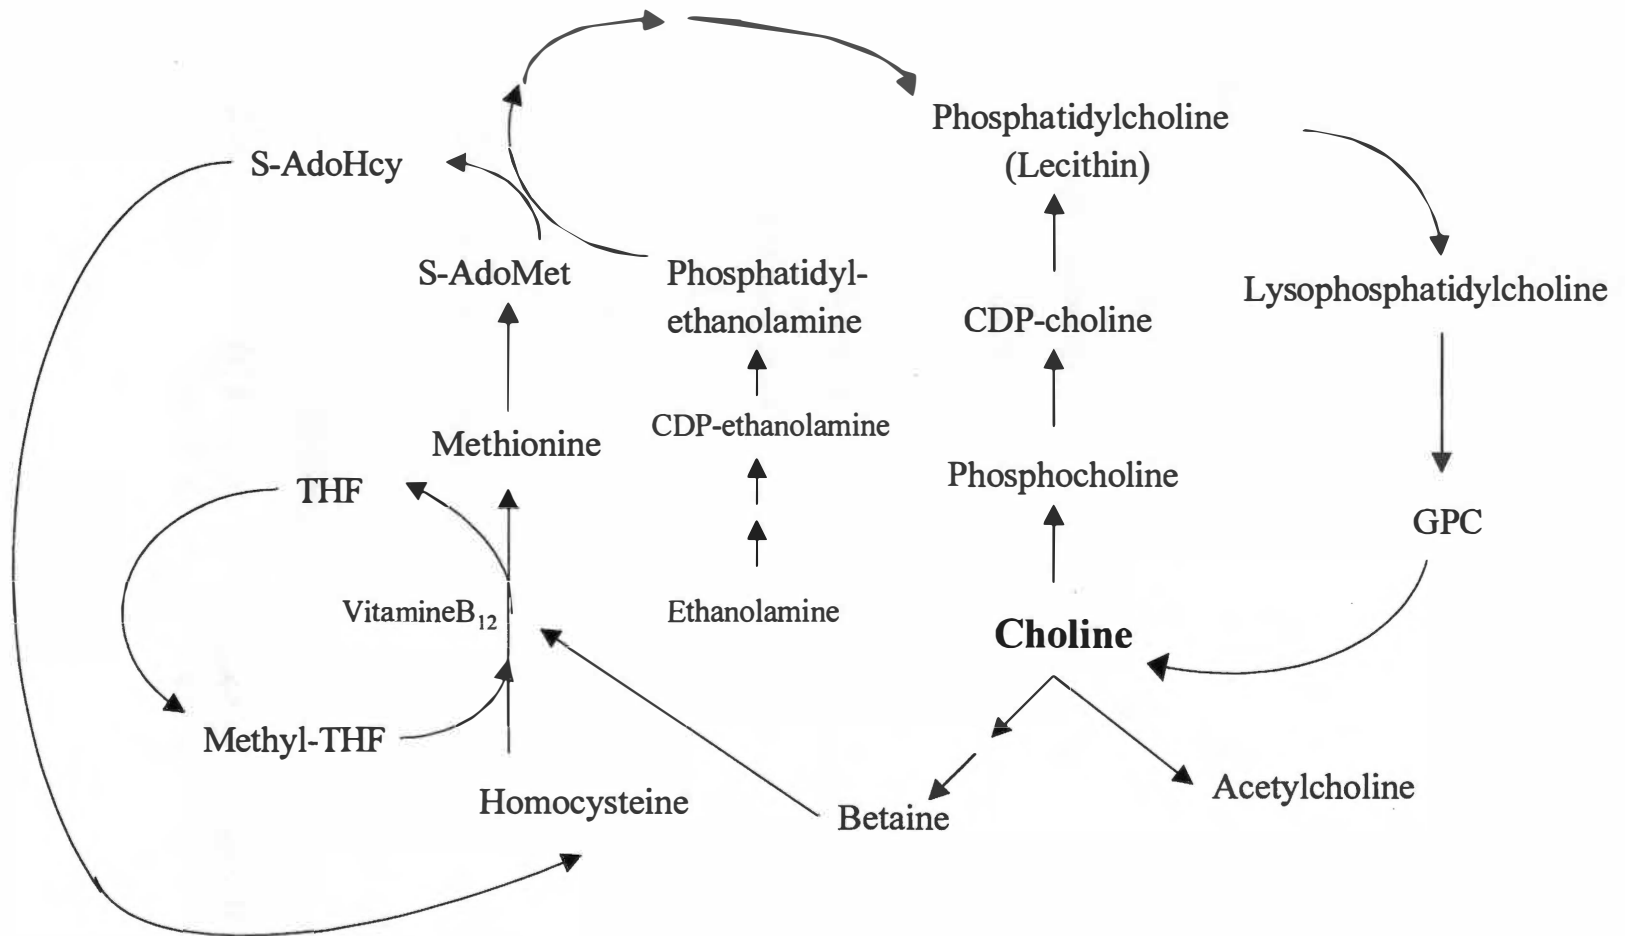 Phosphatidylcholine
(Lecithin)
S-AdoHcy
S-AdoMet
Phosphatidyl-
ethanolamine
CDP-choline
Lysophosphatidylcholine
Methionine
CDP-ethanolamine
Phosphocholine
THF
GPC
VitamineB₁₂
Ethanolamine
Choline
Methyl-THF
Homocysteine
Betaine
Acetylcholine